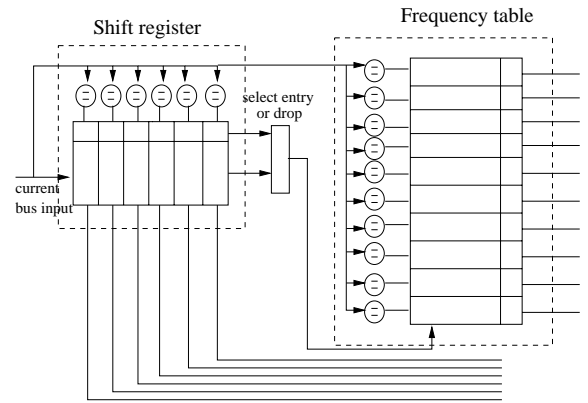 Frequency table
Shift register
select entry
or drop
current
bus input